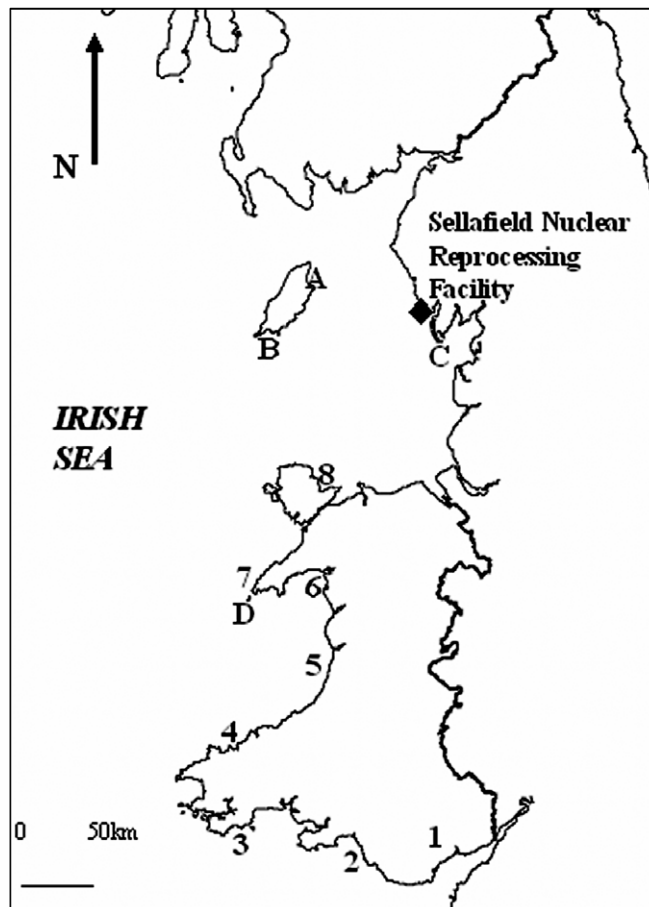 N
Sellafield Nuclear
Reprocessing
Facility
A
B
C
IRISH
SEA
8
7
6
D
5
4
0 50km
3
2
1